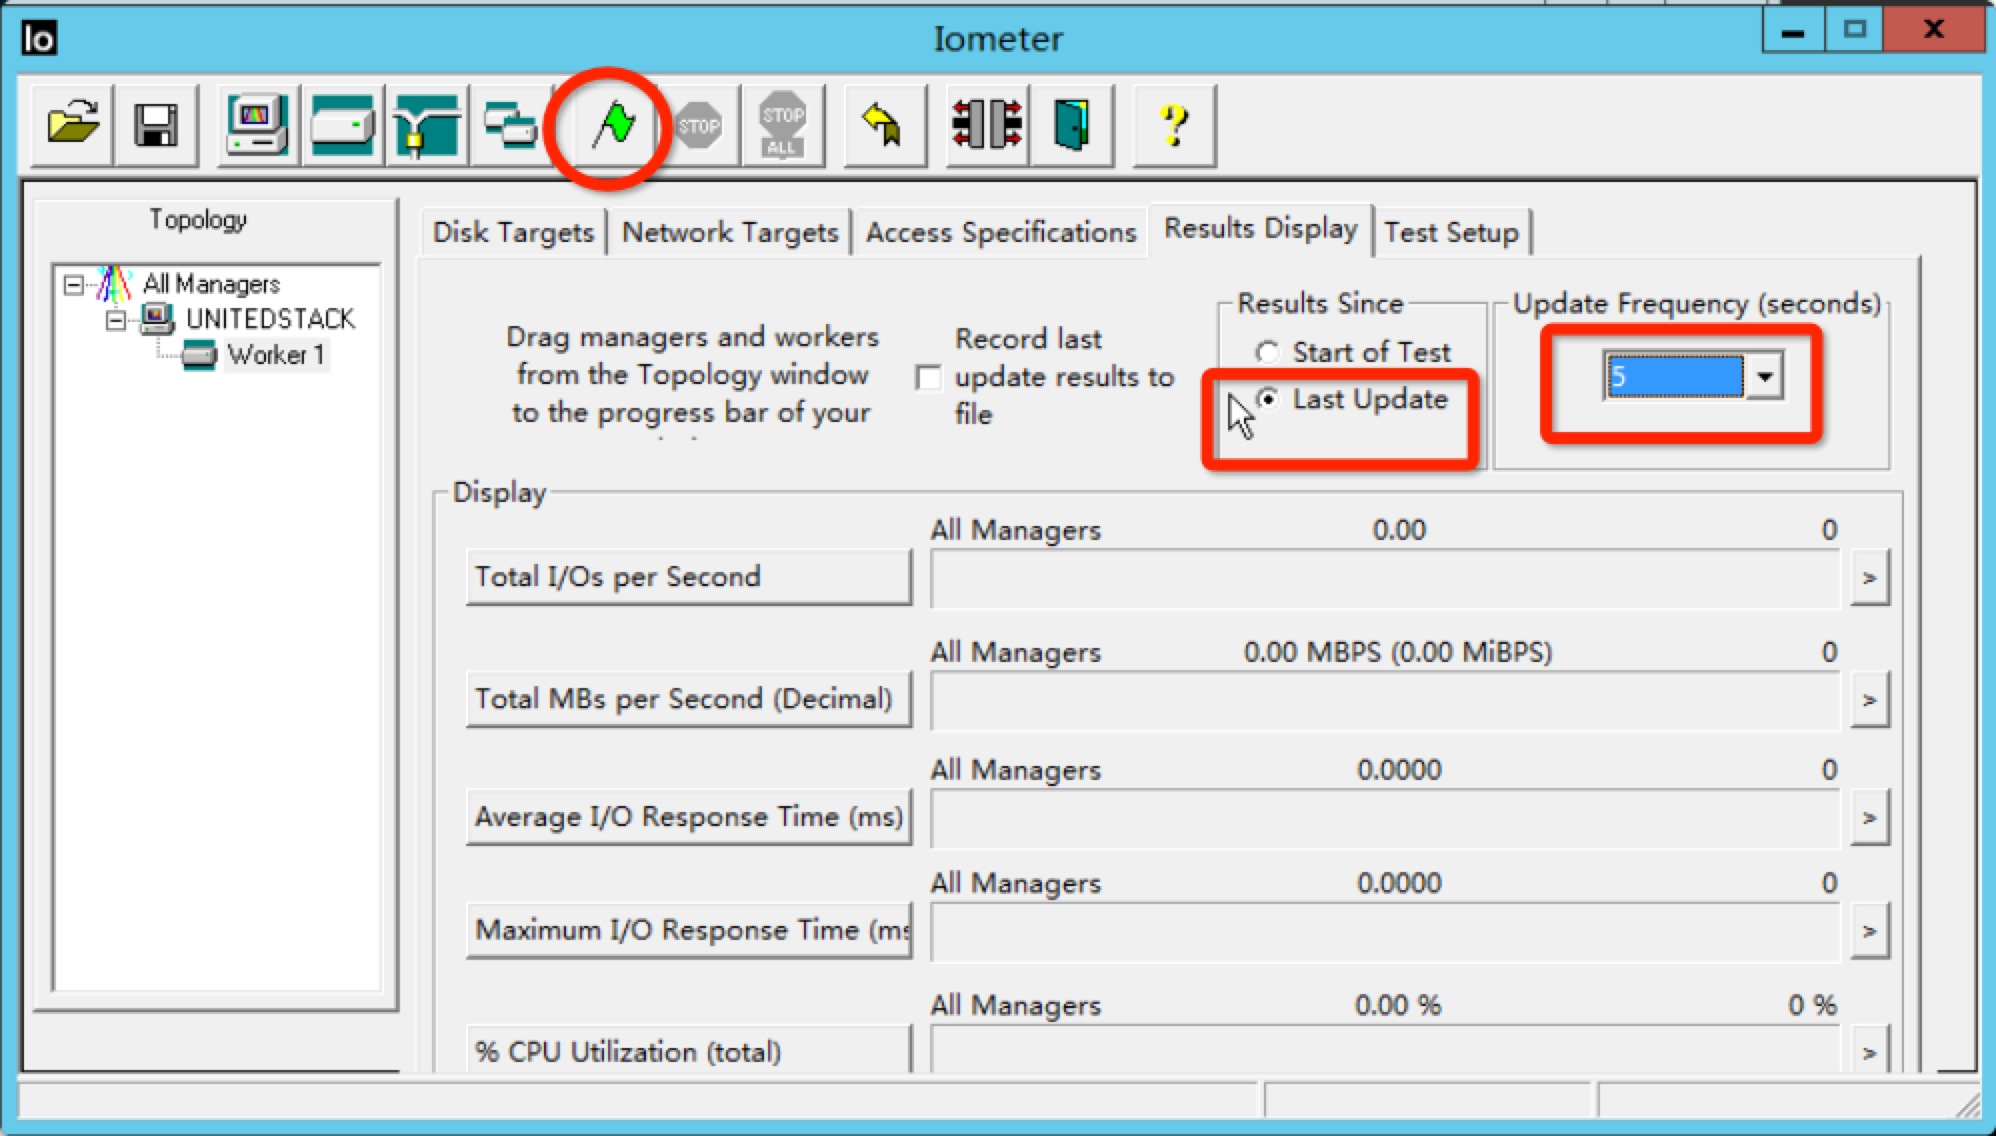 Io
Iometer
STOP
STOP
ALL
?
Topology
All Managers
UNITEDSTACK
Worker 1
Disk Targets
Network Targets
Access Specifications
Results Display
Test Setup
Drag managers and workers
from the Topology window
to the progress bar of your
Record last
update results to
file
Results Since
Start of Test
Last Update
Update Frequency (seconds)
5
Display
All Managers 0.00 0
Total I/Os per Second
>
All Managers 0.00 MBPS (0.00 MiBPS) 0
Total MBs per Second (Decimal)
>
All Managers 0.0000 0
Average I/O Response Time (ms)
>
All Managers 0.0000 0
Maximum I/O Response Time (ms
>
All Managers 0.00 % 0 %
% CPU Utilization (total)
>